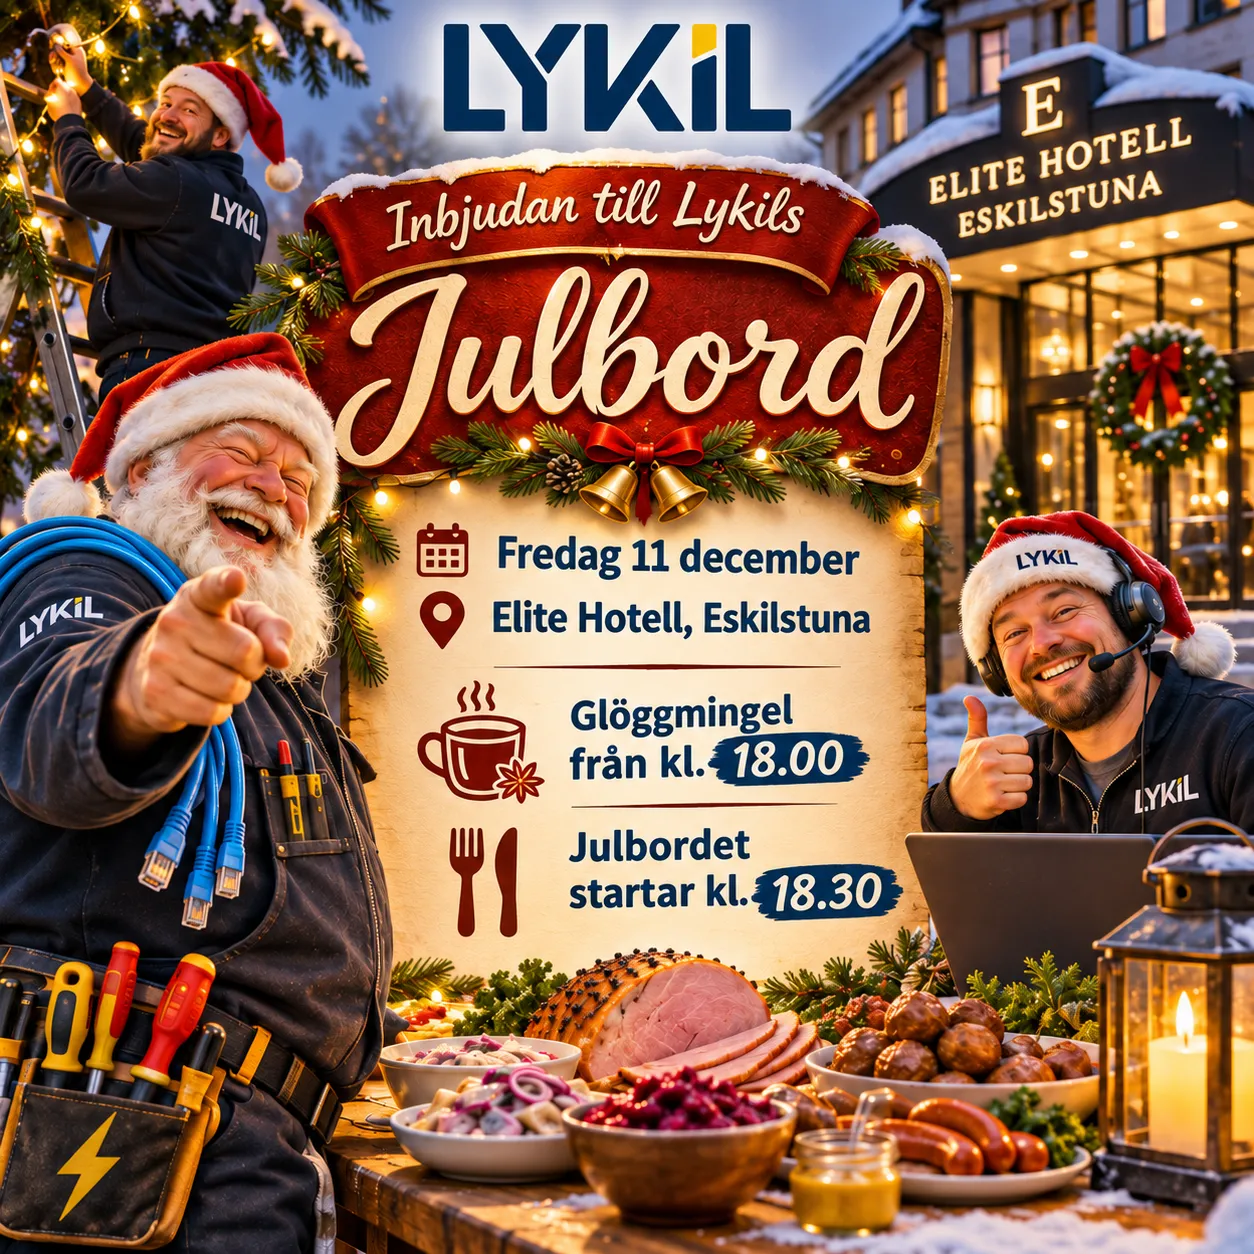 LYKIL
E
ELITE HOTELL
ESKILSTUNA
LYKIL
Inbjudan till Lykils
Julbord
Fredag 11 december
Elite Hotell, Eskilstuna
LYKIL
LYKIL
Glöggmingel
från kl. 18.00
LYKIL
Julbordet
startar kl. 18.30